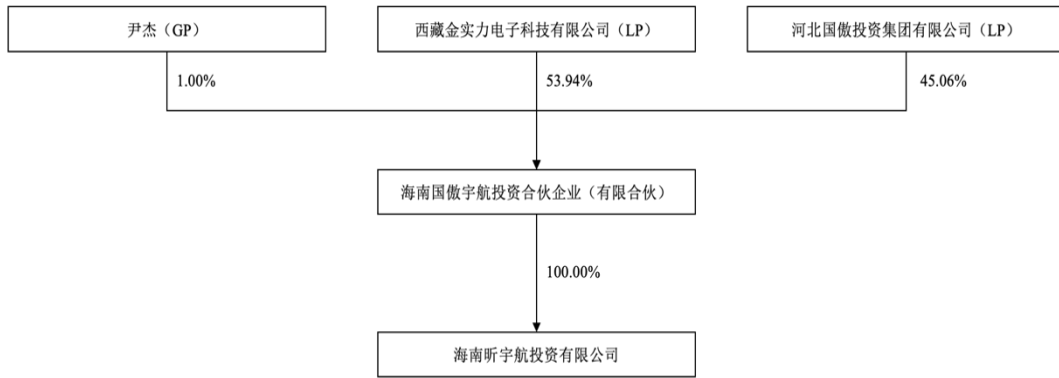 尹杰（GP）
西藏金实力电子科技有限公司（LP）
河北国傲投资集团有限公司（LP）
1.00%
53.94%
45.06%
海南国傲宇航投资合伙企业（有限合伙）
100.00%
海南昕宇航投资有限公司